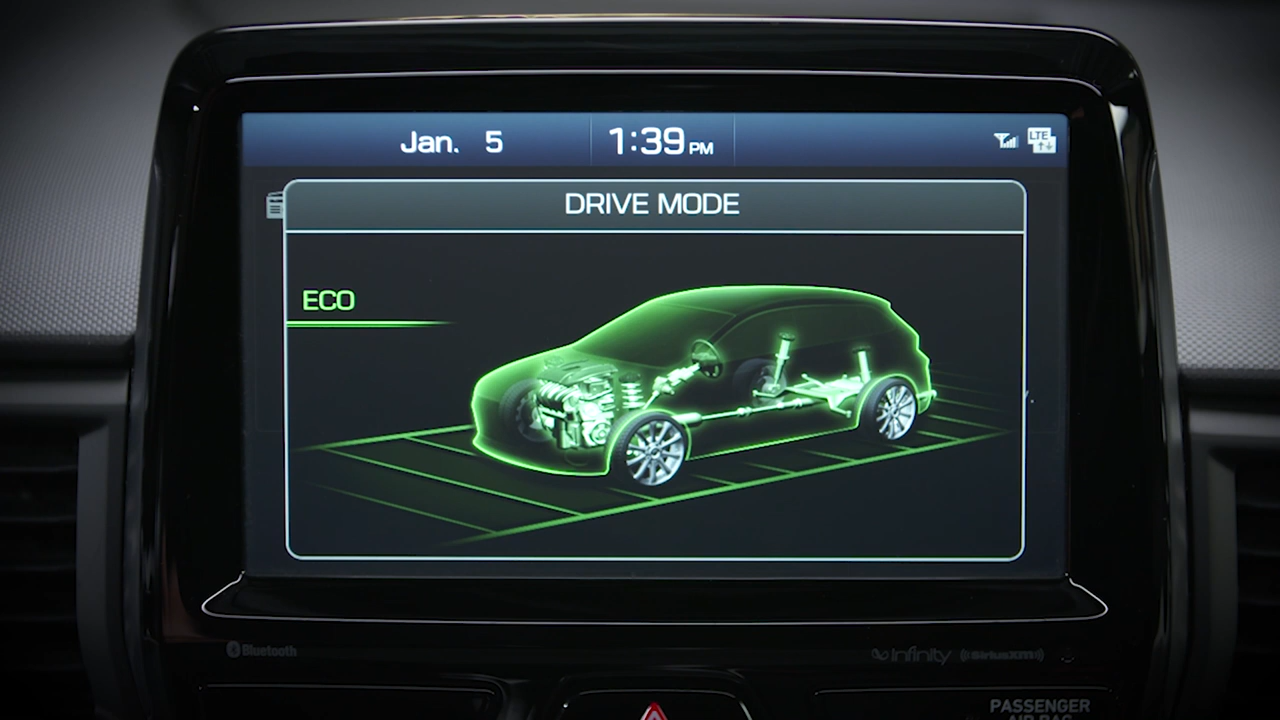 Jan. 5 1:39 PM LTE
DRIVE MODE
ECO
Bluetooth infinity SiriusXM
PASSENGER
AIR BAG